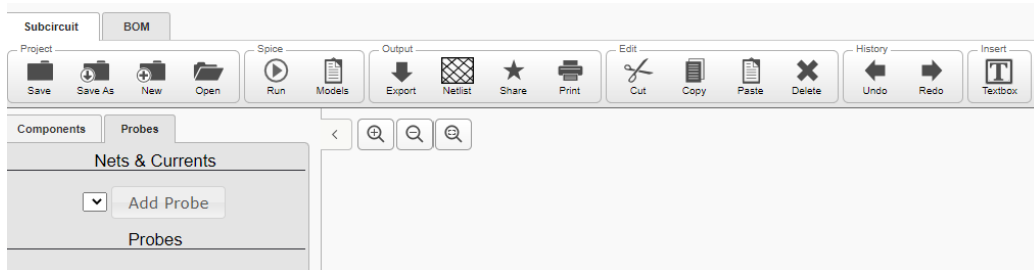 Subcircuit BOM
Project Spice Output Edit History Insert
Save Save As New Open Run Models Export Netlist Share Print Cut Copy Paste Delete Undo Redo Textbox
Components Probes
Nets & Currents
Add Probe
Probes